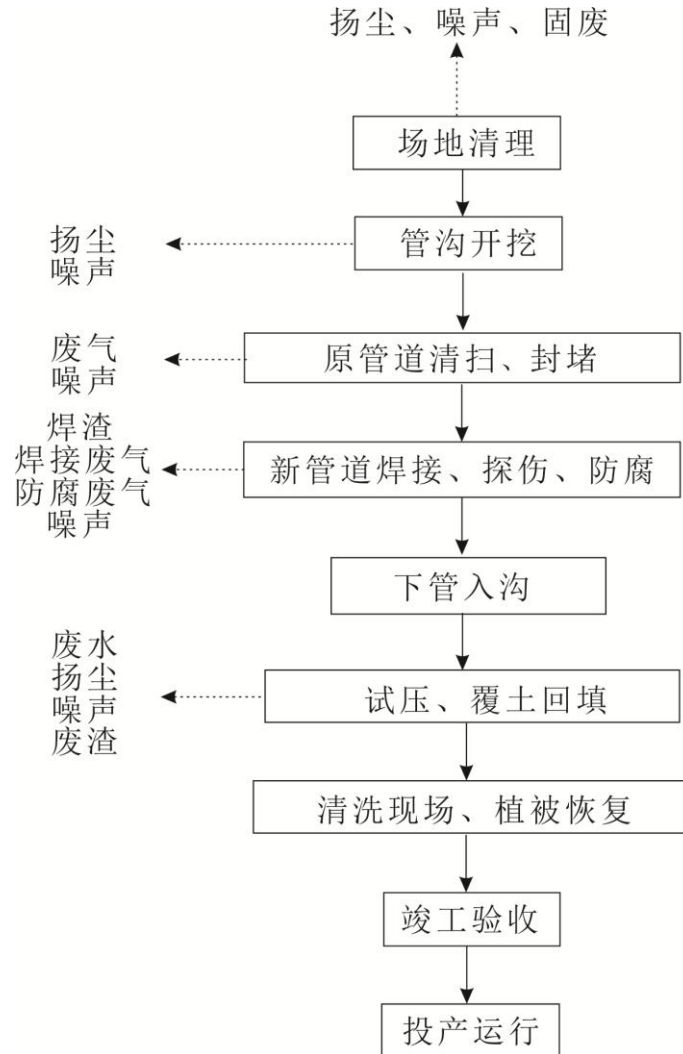 扬尘、噪声、固废
场地清理
扬尘
噪声
管沟开挖
废气
噪声
原管道清扫、封堵
焊渣
焊接废气
防腐废气
噪声
新管道焊接、探伤、防腐
下管入沟
废水
扬尘
噪声
废渣
试压、覆土回填
清洗现场、植被恢复
竣工验收
投产运行